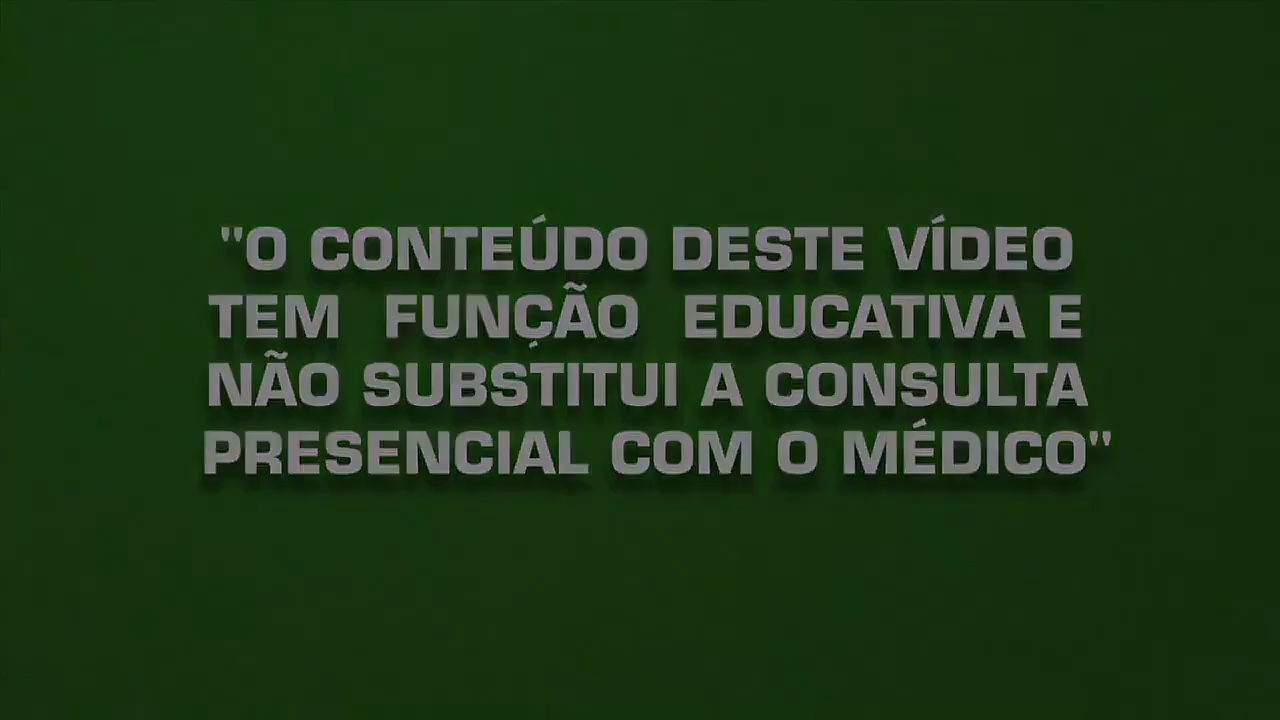 "O CONTEÚDO DESTE VÍDEO
TEM FUNÇÃO EDUCATIVA E
NÃO SUBSTITUI A CONSULTA
PRESENCIAL COM O MÉDICO"